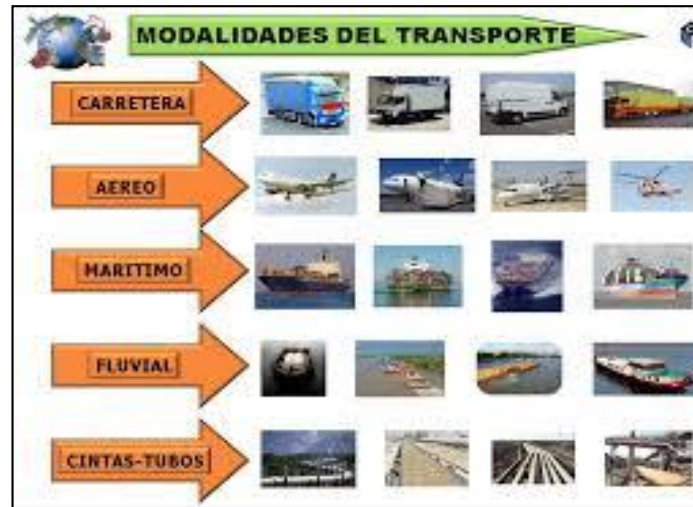 MODALIDADES DEL TRANSPORTE
CARRETERA
AEREO
MARITIMO
FLUVIAL
CINTAS-TUBOS